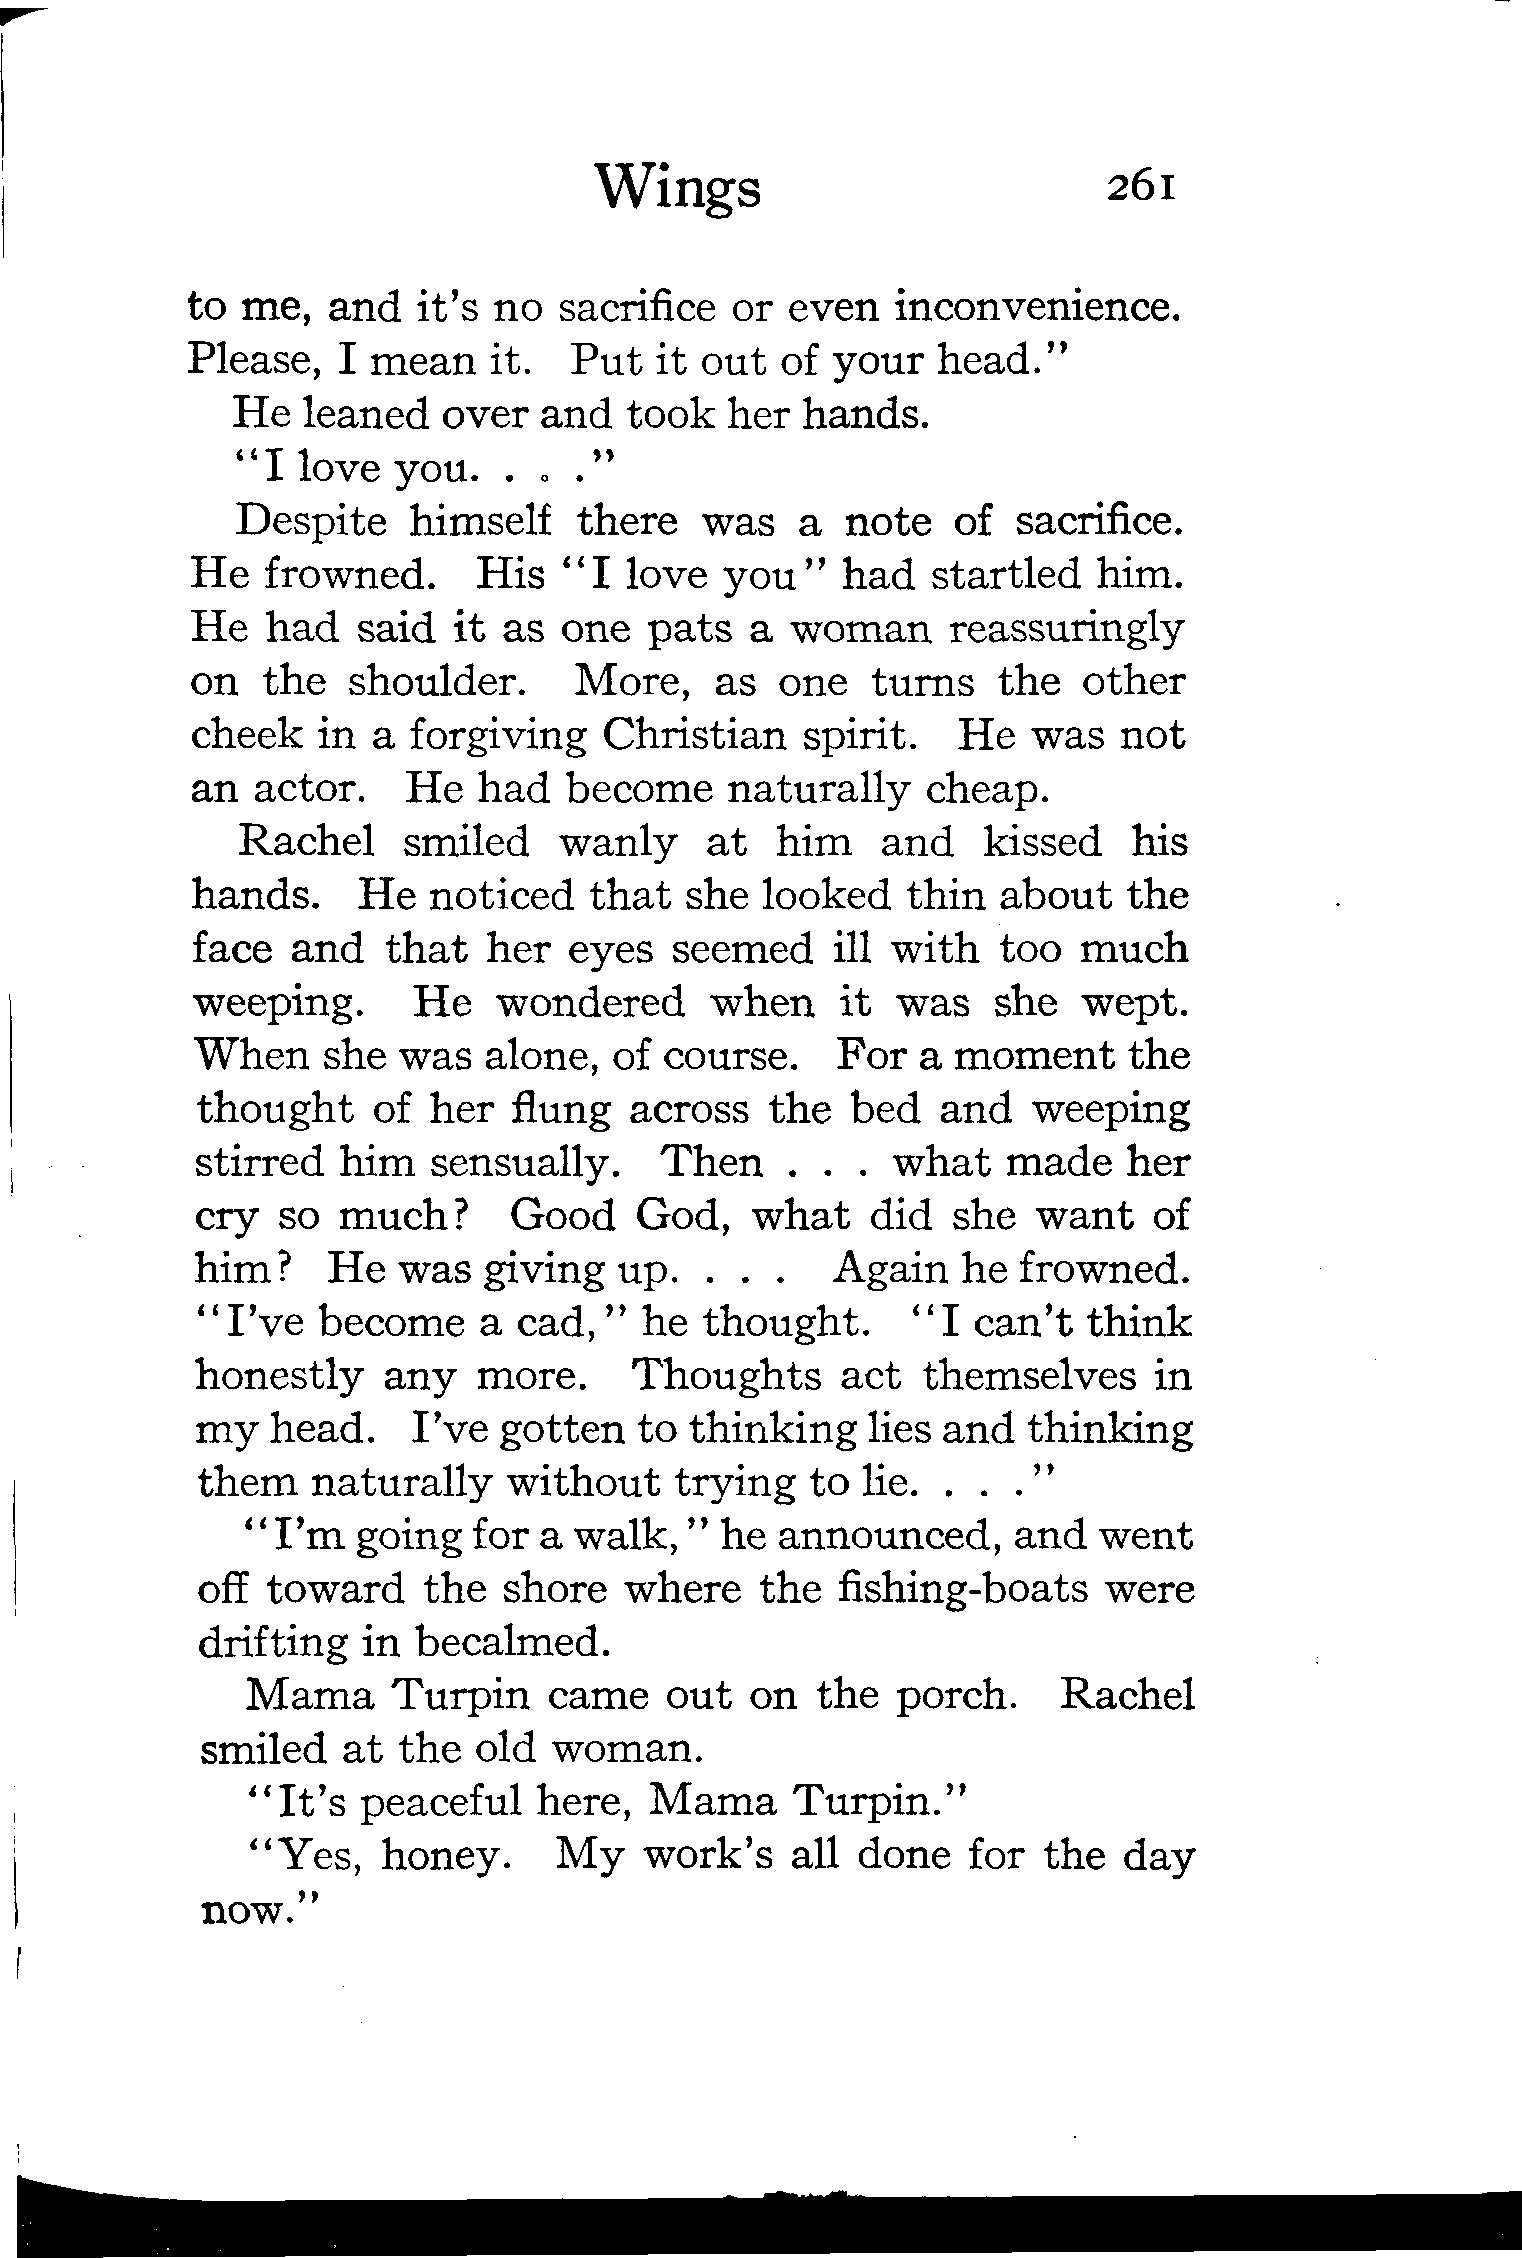 Wings 261
to me, and it's no sacrifice or even inconvenience.
Please, I mean it. Put it out of your head."
He leaned over and took her hands.
"I love you. . . ."
Despite himself there was a note of sacrifice.
He frowned. His "I love you" had startled him.
He had said it as one pats a woman reassuringly
on the shoulder. More, as one turns the other
cheek in a forgiving Christian spirit. He was not
an actor. He had become naturally cheap.
Rachel smiled wanly at him and kissed his
hands. He noticed that she looked thin about the
face and that her eyes seemed ill with too much
weeping. He wondered when it was she wept.
When she was alone, of course. For a moment the
thought of her flung across the bed and weeping
stirred him sensually. Then . . . what made her
cry so much? Good God, what did she want of
him? He was giving up. . . . Again he frowned.
"I've become a cad," he thought. "I can't think
honestly any more. Thoughts act themselves in
my head. I've gotten to thinking lies and thinking
them naturally without trying to lie. . . ."
"I'm going for a walk," he announced, and went
off toward the shore where the fishing-boats were
drifting in becalmed.
Mama Turpin came out on the porch. Rachel
smiled at the old woman.
"It's peaceful here, Mama Turpin."
"Yes, honey. My work's all done for the day
now."